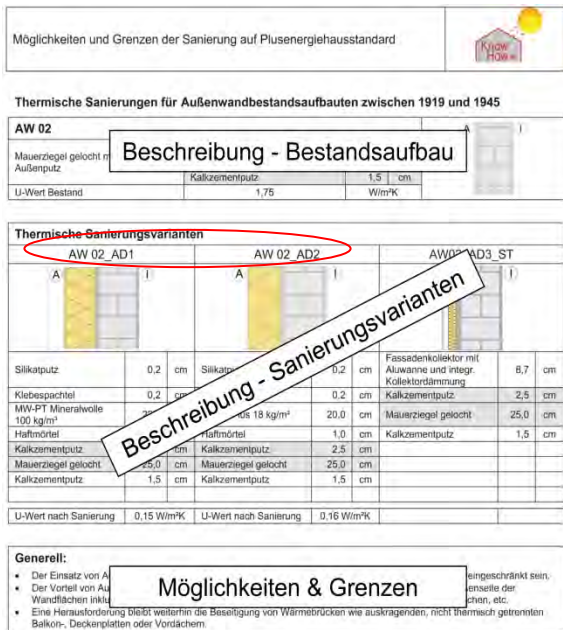 Möglichkeiten und Grenzen der Sanierung auf Plusenergiehausstandard
Know
How
Thermische Sanierungen für Außenwandbestandsaufbauten zwischen 1919 und 1945
AW 02
A I
Mauerziegel gelocht
Außenputz
Beschreibung - Bestandsaufbau
Kalkzementputz 1,5 cm
U-Wert Bestand 1,75 W/m²K
Thermische Sanierungsvarianten
AW 02_AD1 AW 02_AD2 AD3_ST
A I A I I
Beschreibung - Sanierungsvarianten
Silikatputz 0,2 cm 0,2 cm Fassadenkollektor mit Aluwanne und integr. Kollektordämmung 6,7 cm
Klebespachtel 0,2 0,2 cm Kalkzementputz 2,5 cm
MW-PT Mineralwolle 100 kg/m³ 18 kg/m³ 20,0 cm Mauerziegel gelocht 25,0 cm
Haftmörtel Haftmörtel 1,0 cm Kalkzementputz 1,5 cm
Kalkzementputz cm Kalkzementputz 2,5 cm
Mauerziegel gelocht 25,0 cm Mauerziegel gelocht 25,0 cm
Kalkzementputz 1,5 cm Kalkzementputz 1,5 cm
U-Wert nach Sanierung 0,15 W/m²K U-Wert nach Sanierung 0,16 W/m²K
Generell:
• Der Einsatz von eingeschränkt sein.
• Der Vorteil von
Wandflächen etc.
Möglichkeiten & Grenzen
• Eine Herausforderung bleibt weiterhin die Beseitigung von Wärmebrücken wie auskragenden, nicht thermisch getrennten
Balkon-, Deckenplatten oder Vordächern.